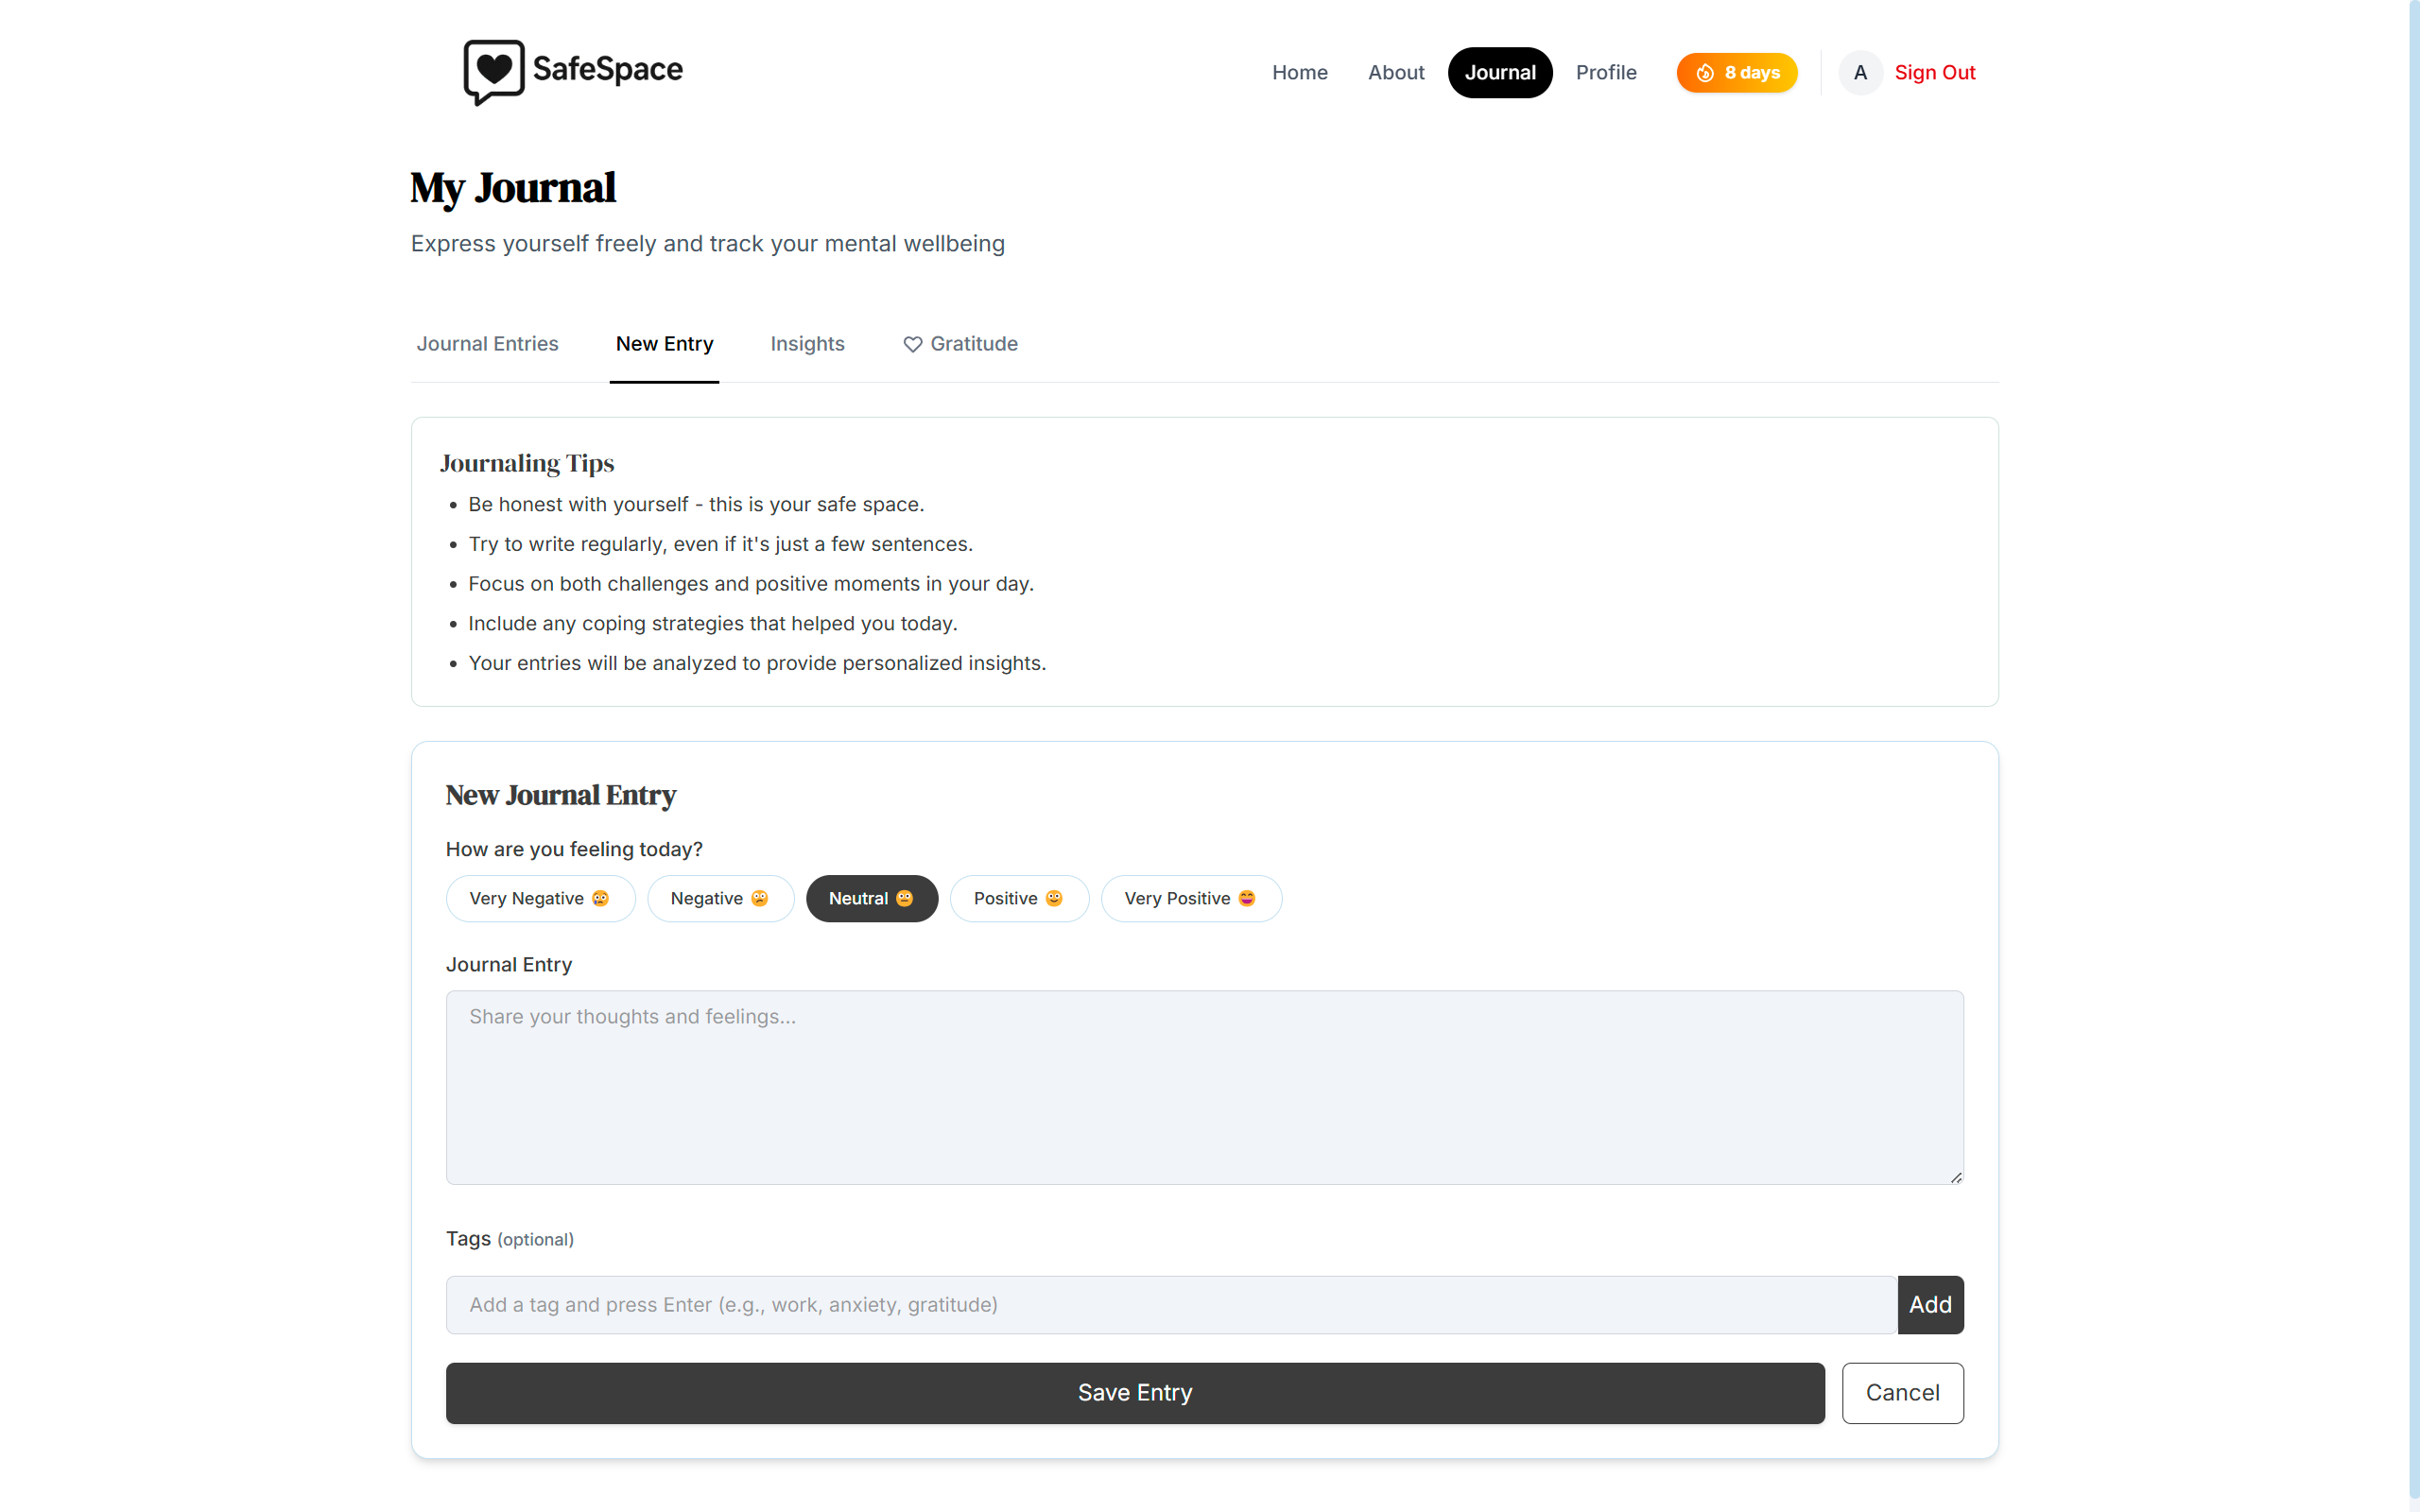 SafeSpace
Home About Journal Profile 8 days A Sign Out
My Journal
Express yourself freely and track your mental wellbeing
Journal Entries New Entry Insights Gratitude
Journaling Tips
Be honest with yourself - this is your safe space.
Try to write regularly, even if it's just a few sentences.
Focus on both challenges and positive moments in your day.
Include any coping strategies that helped you today.
Your entries will be analyzed to provide personalized insights.
New Journal Entry
How are you feeling today?
Very Negative 😢 Negative 😕 Neutral 😐 Positive 🙂 Very Positive 😄
Journal Entry
Share your thoughts and feelings...
Tags (optional)
Add a tag and press Enter (e.g., work, anxiety, gratitude) Add
Save Entry Cancel